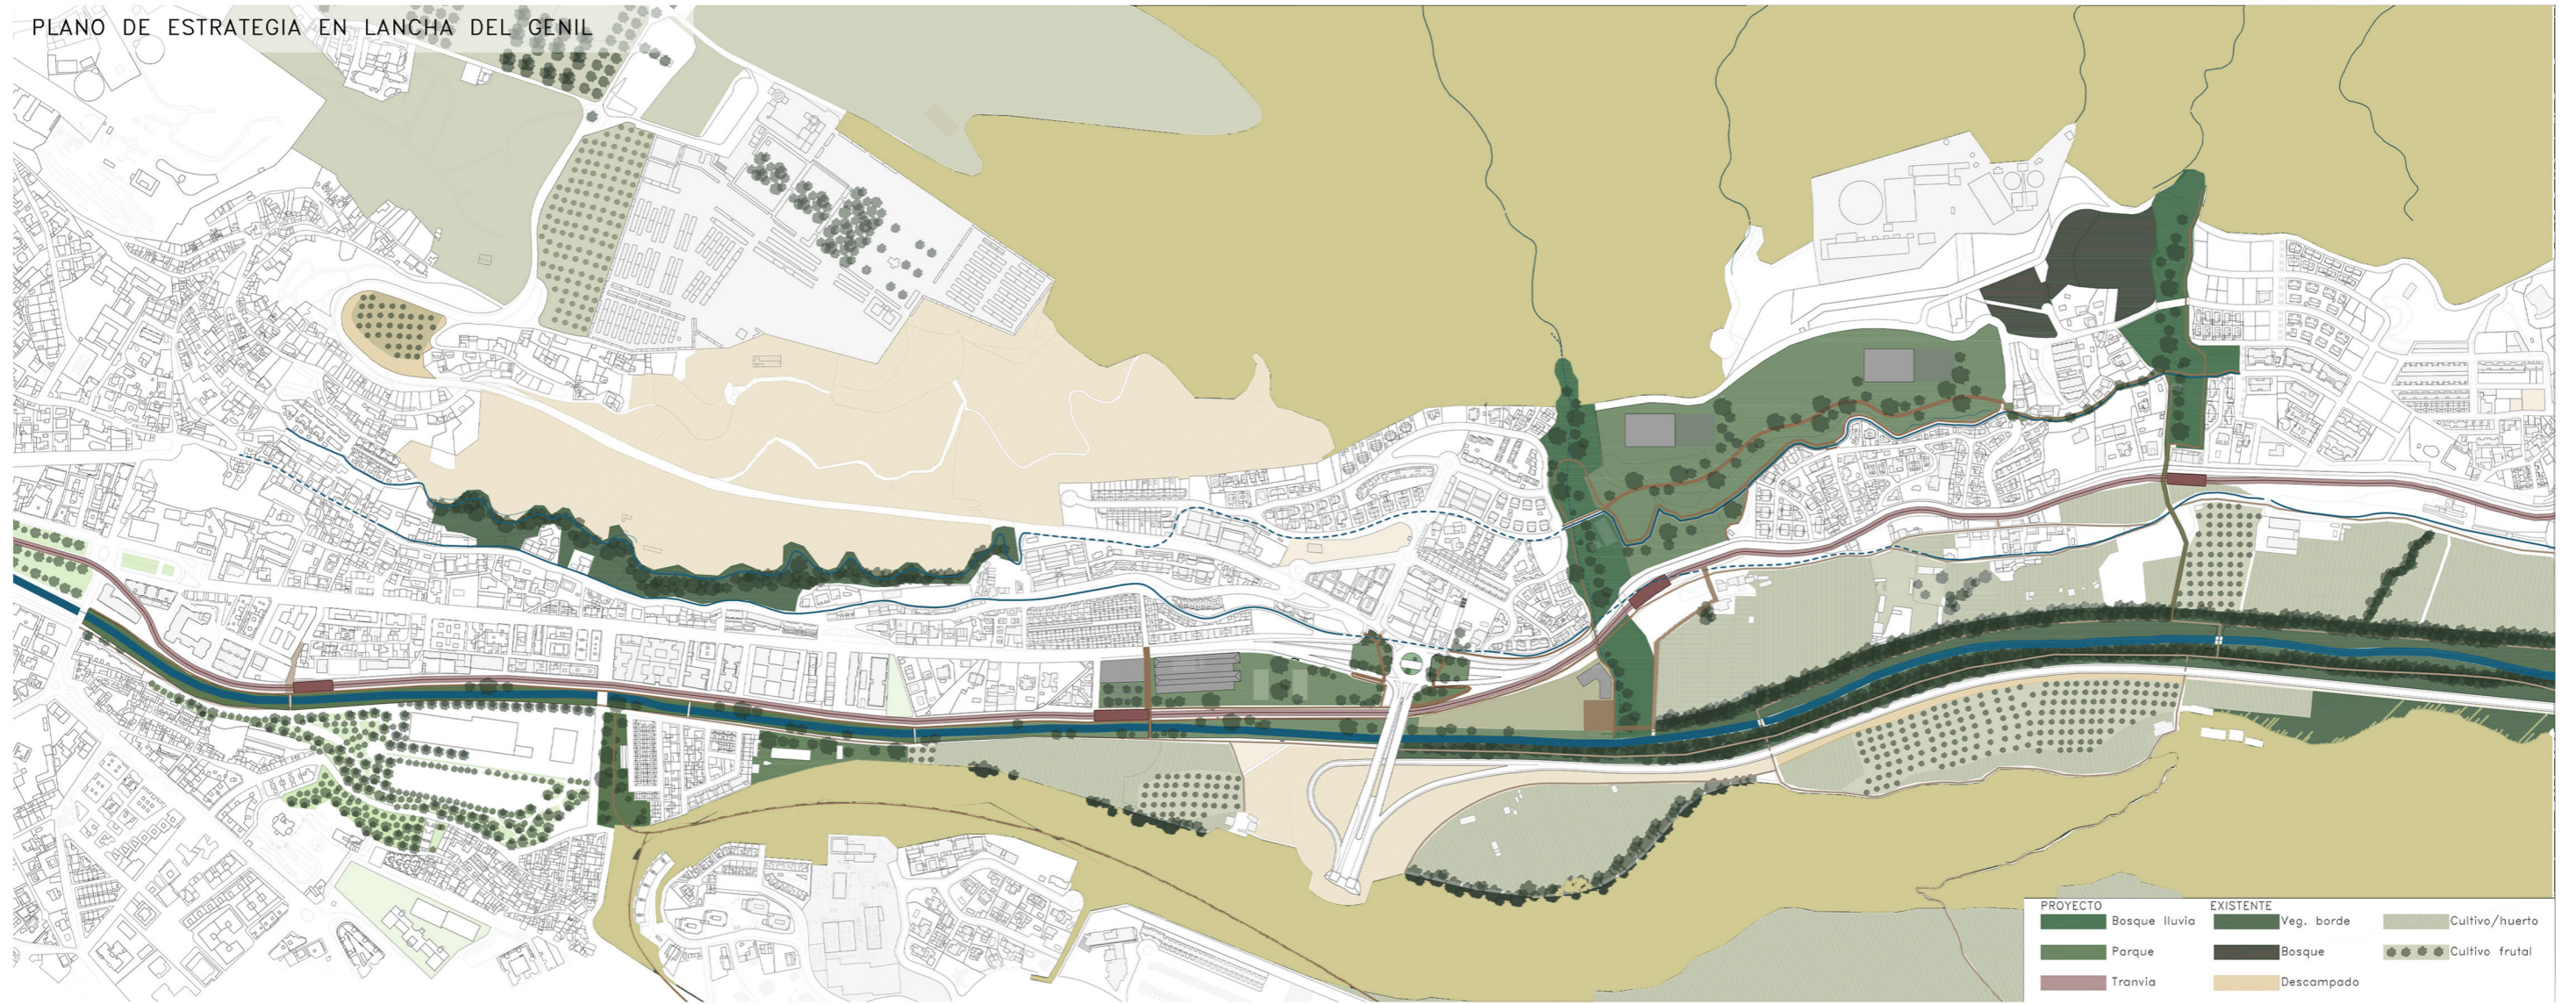 PLANO DE ESTRATEGIA EN LANCHA DEL GENIL
PROYECTO
Bosque lluvia
Parque
Tranvia
EXISTENTE
Veg. borde
Bosque
Descampado
Cultivo/huerto
Cultivo frutal